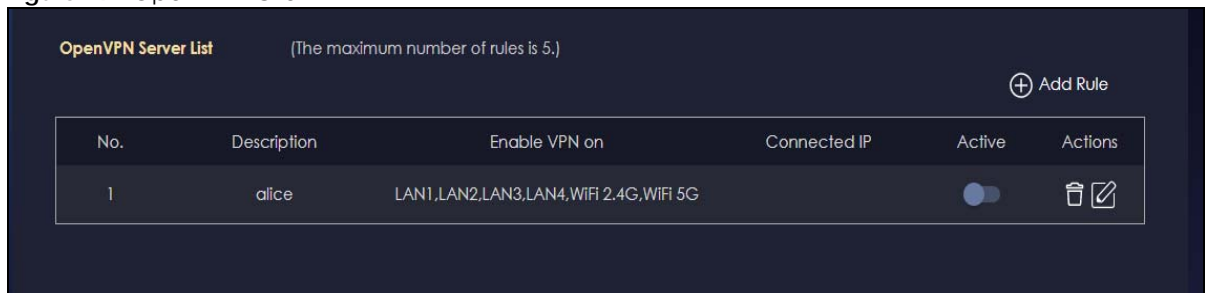 OpenVPN Server List (The maximum number of rules is 5.)
Add Rule
No. Description Enable VPN on Connected IP Active Actions
1 alice LAN1,LAN2,LAN3,LAN4,WiFi 2.4G,WiFi 5G